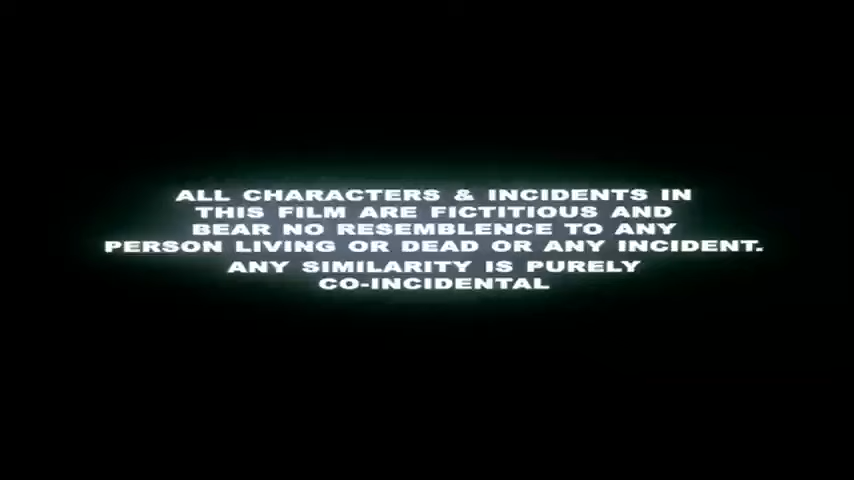 ALL CHARACTERS & INCIDENTS IN
THIS FILM ARE FICTITIOUS AND
BEAR NO RESEMBLENCE TO ANY
PERSON LIVING OR DEAD OR ANY INCIDENT.
ANY SIMILARITY IS PURELY
CO-INCIDENTAL